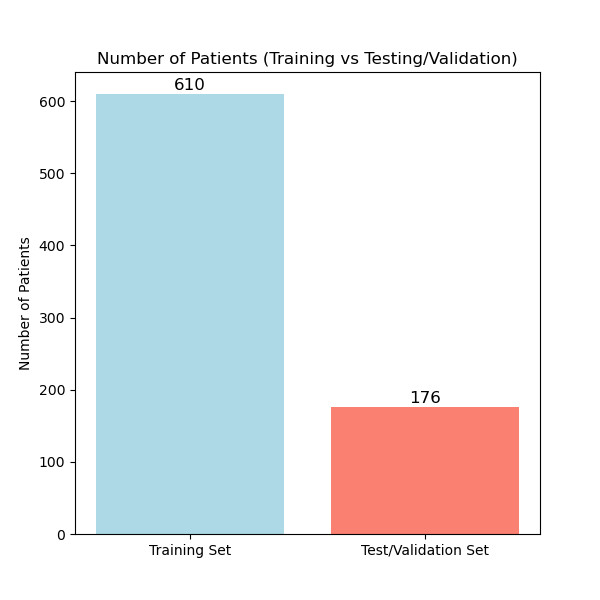 Number of Patients (Training vs Testing/Validation)
610
600
500
400
300
200
100
0
176
Number of Patients
Training Set
Test/Validation Set